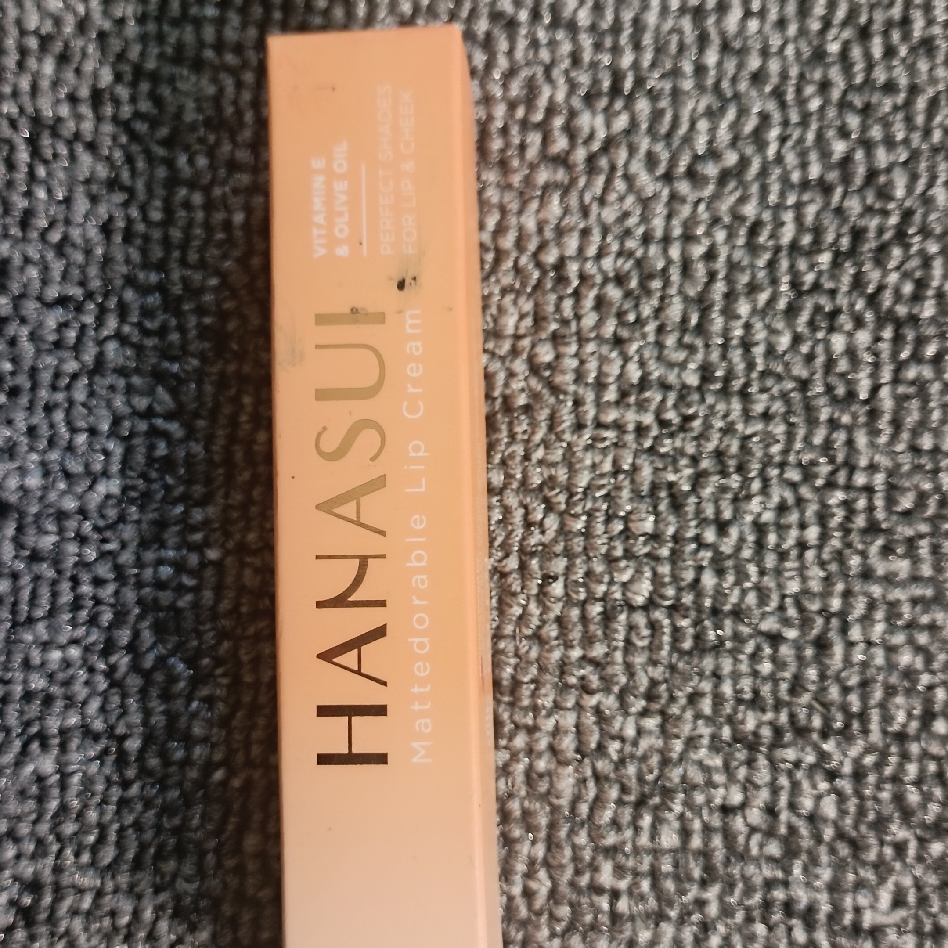 HANASUI
Mattedorable Lip Cream
VITAMIN E
& OLIVE OIL
PERFECT SHADES
FOR LIP & CHEEK